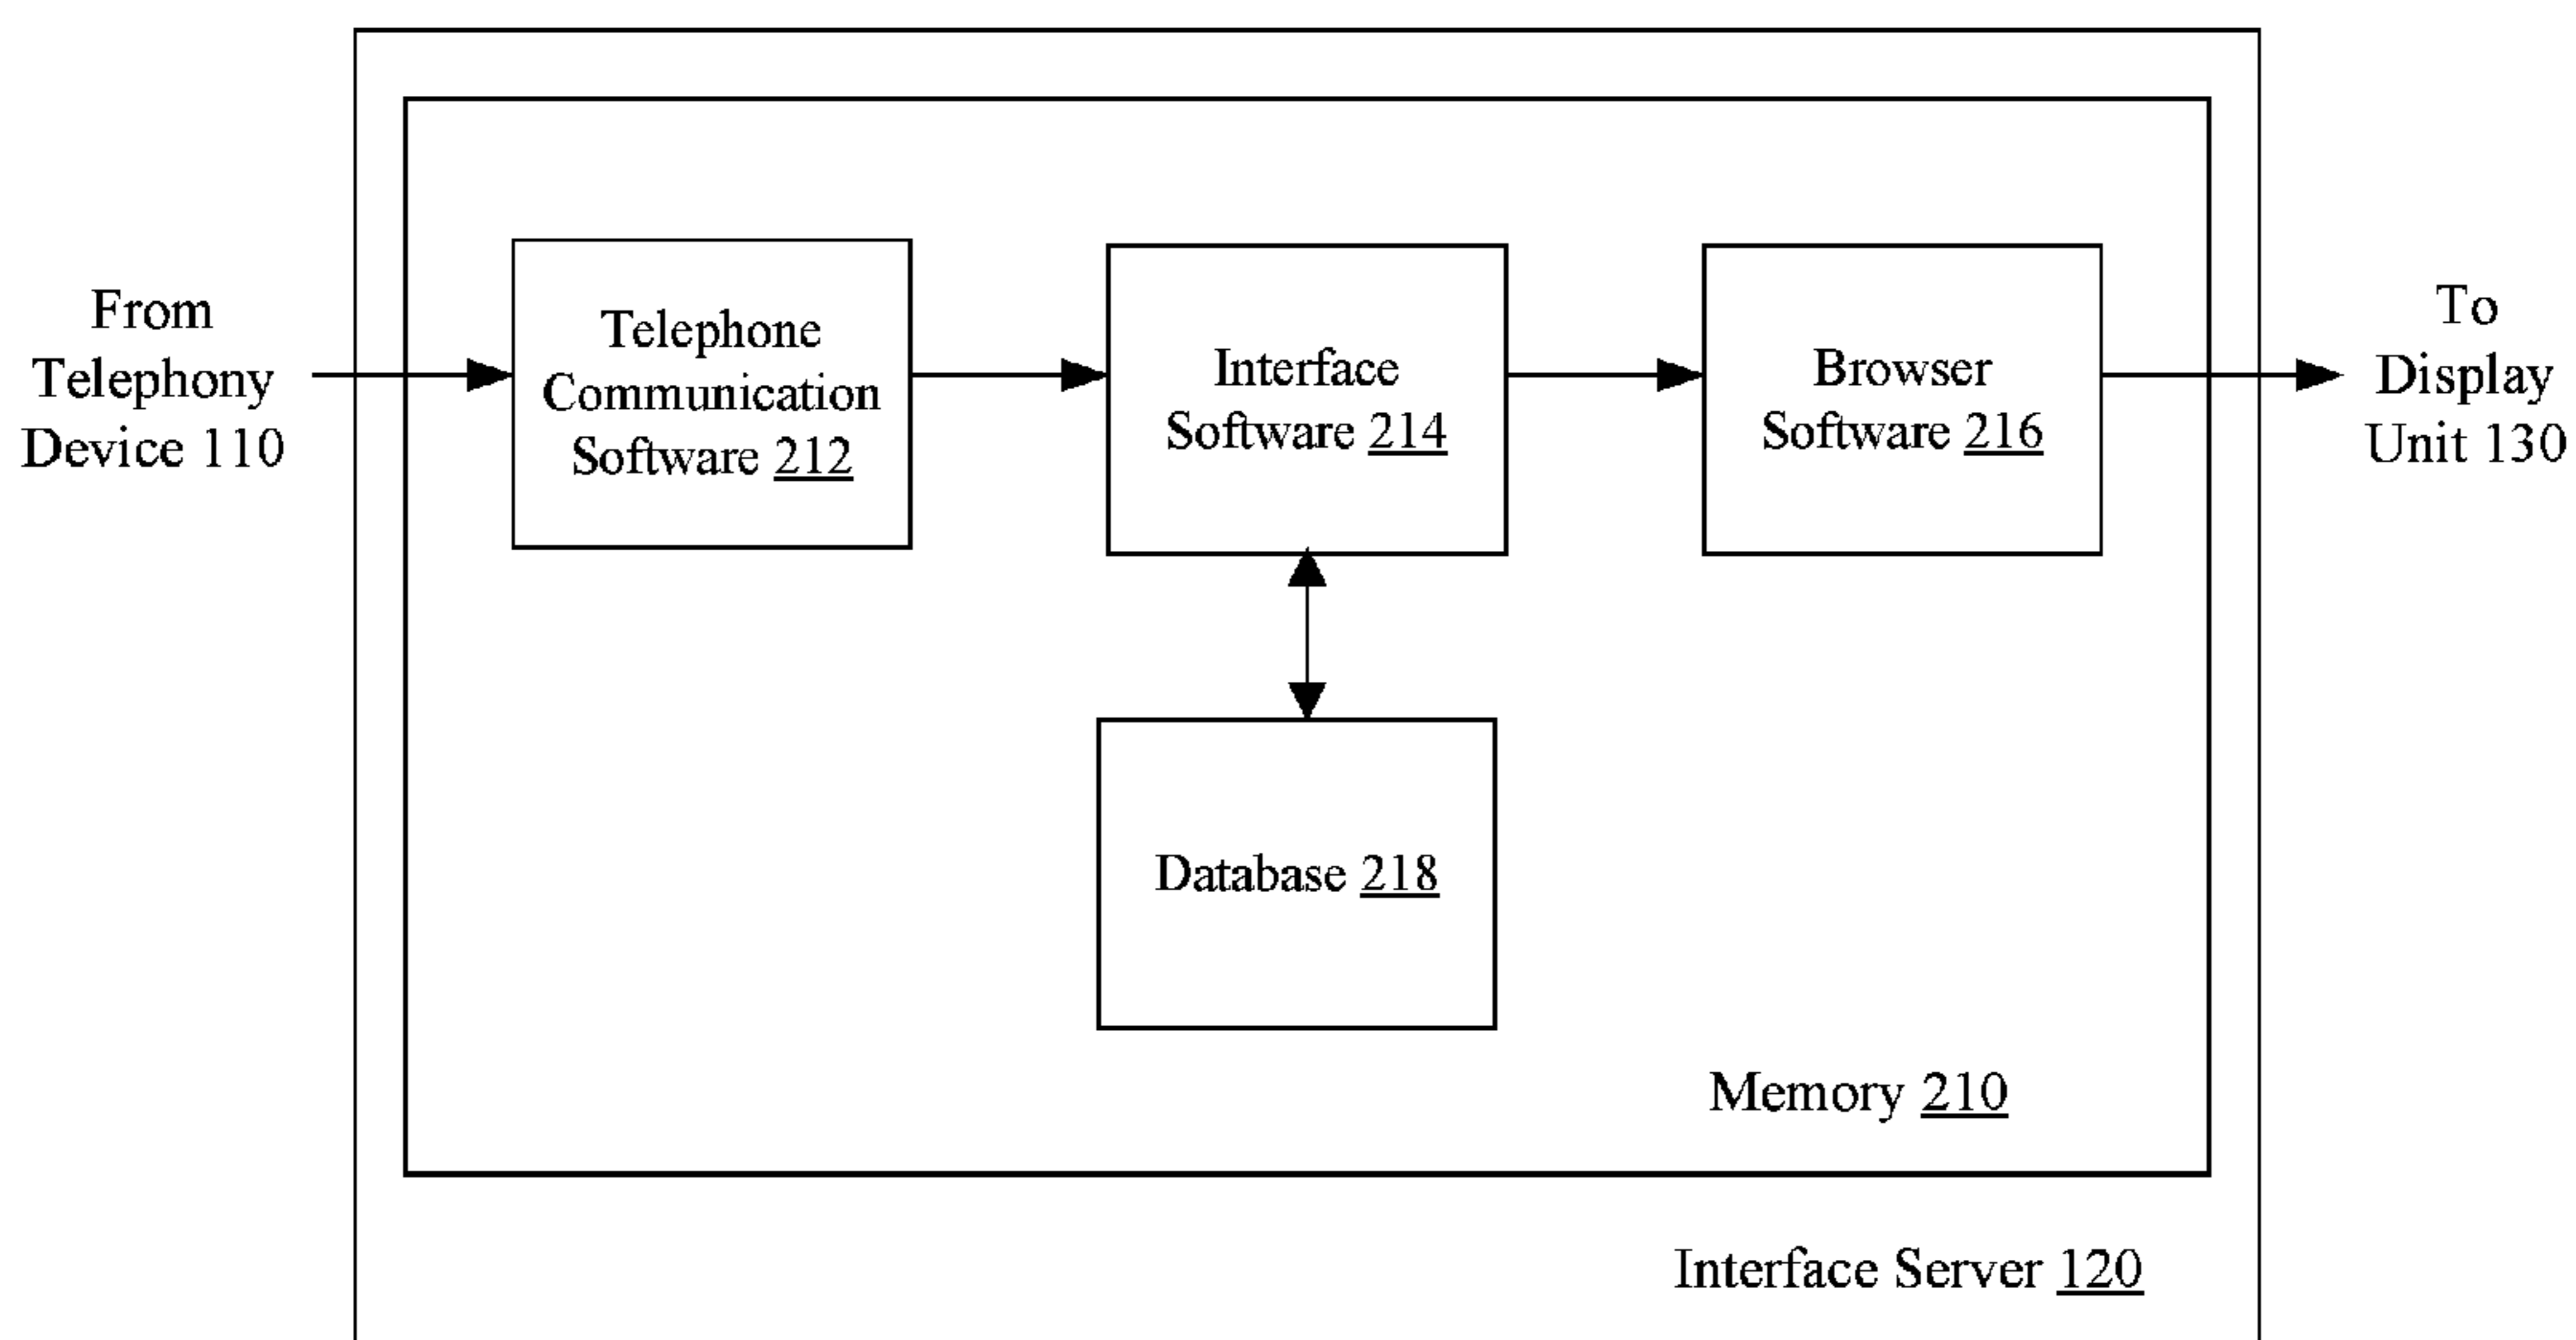 From
Telephony
Device 110
Telephone
Communication
Software 212
Interface
Software 214
Browser
Software 216
To
Display
Unit 130
Database 218
Memory 210
Interface Server 120